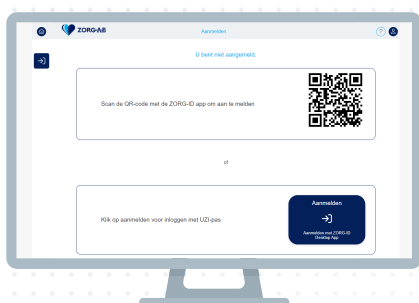 ZORG-AB
Aanmelden
?
U bent niet aangemeld.
Scan de QR-code met de ZORG-ID app om aan te melden
of
Klik op aanmelden voor inloggen met UZI-pas
Aanmelden
Aanmelden met ZORG-ID
Desktop App